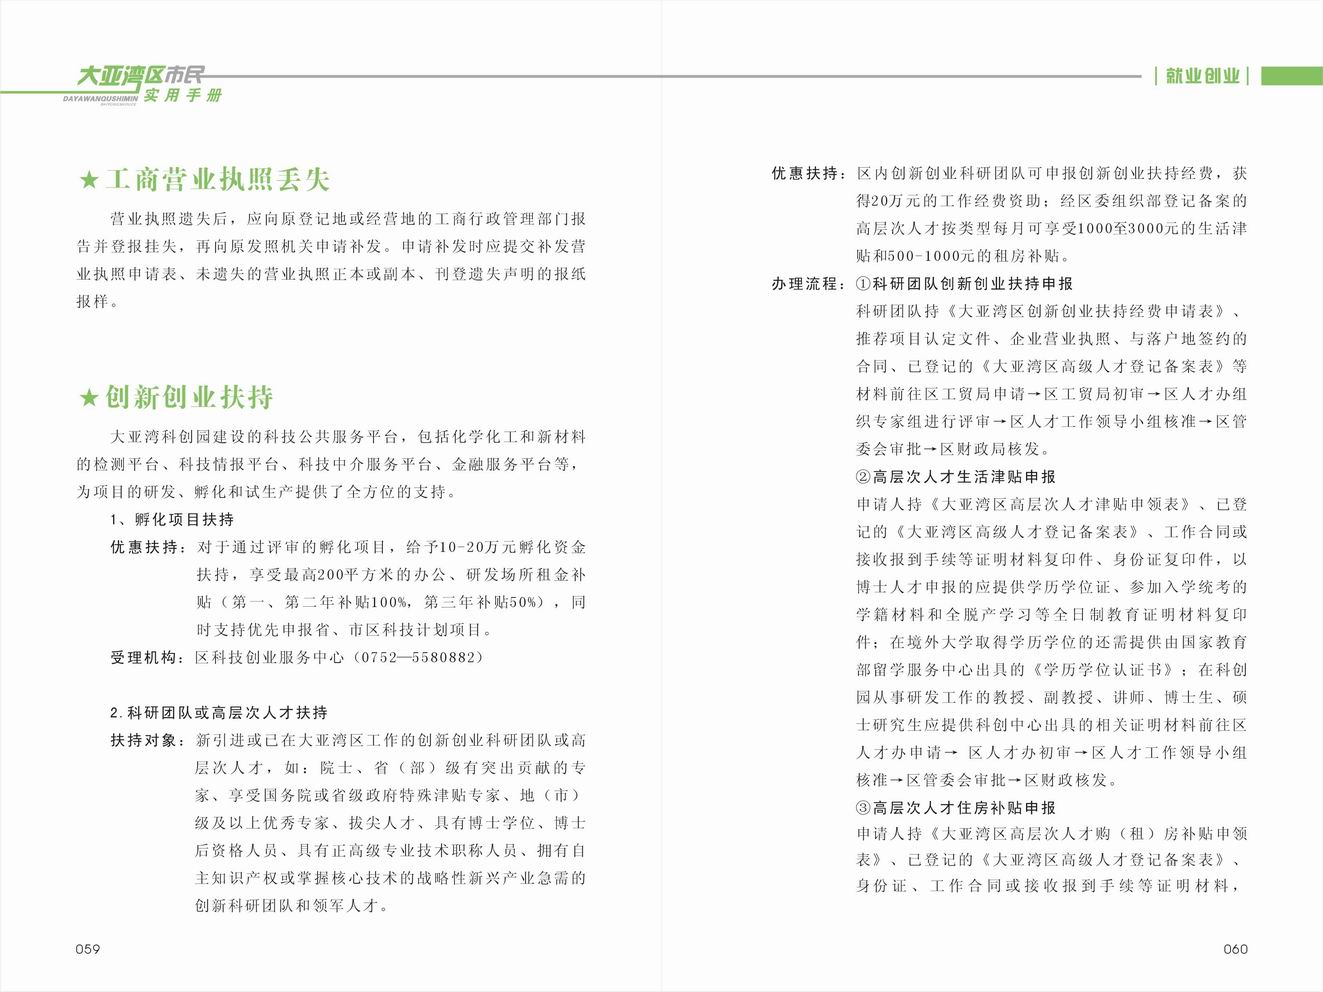 大亚湾区市民
DAYAWANQUSHIMIN 实用手册
★工商营业执照丢失
营业执照遗失后，应向原登记地或经营地的工商行政管理部门报
告并登报挂失，再向原发照机关申请补发。申请补发时应提交补发营
业执照申请表、未遗失的营业执照正本或副本、刊登遗失声明的报纸
报样。
★创新创业扶持
大亚湾科创园建设的科技公共服务平台，包括化学化工和新材料
的检测平台、科技情报平台、科技中介服务平台、金融服务平台等，
为项目的研发、孵化和试生产提供了全方位的支持。
1、孵化项目扶持
优惠扶持：对于通过评审的孵化项目，给予10-20万元孵化资金
扶持，享受最高200平方米的办公、研发场所租金补
贴（第一、第二年补贴100%，第三年补贴50%），同
时支持优先申报省、市区科技计划项目。
受理机构：区科技创业服务中心（0752—5580882）
2.科研团队或高层次人才扶持
扶持对象：新引进或已在大亚湾区工作的创新创业科研团队或高
层次人才，如：院士、省（部）级有突出贡献的专
家、享受国务院或省级政府特殊津贴专家、地（市）
级及以上优秀专家、拔尖人才、具有博士学位、博士
后资格人员、具有正高级专业技术职称人员、拥有自
主知识产权或掌握核心技术的战略性新兴产业急需的
创新科研团队和领军人才。
059
就业创业
优惠扶持：区内创新创业科研团队可申报创新创业扶持经费，获
得20万元的工作经费资助；经区委组织部登记备案的
高层次人才按类型每月可享受1000至3000元的生活津
贴和500-1000元的租房补贴。
办理流程：①科研团队创新创业扶持申报
科研团队持《大亚湾区创新创业扶持经费申请表》、
推荐项目认定文件、企业营业执照、与落户地签约的
合同、已登记的《大亚湾区高级人才登记备案表》等
材料前往区工贸局申请→区工贸局初审→区人才办组
织专家组进行评审→区人才工作领导小组核准→区管
委会审批→区财政局核发。
②高层次人才生活津贴申报
申请人持《大亚湾区高层次人才津贴申领表》、已登
记的《大亚湾区高级人才登记备案表》、工作合同或
接收报到手续等证明材料复印件、身份证复印件，以
博士人才申报的应提供学历学位证、参加入学统考的
学籍材料和全脱产学习等全日制教育证明材料复印
件；在境外大学取得学历学位的还需提供由国家教育
部留学服务中心出具的《学历学位认证书》；在科创
园从事研发工作的教授、副教授、讲师、博士生、硕
士研究生应提供科创中心出具的相关证明材料前往区
人才办申请→ 区人才办初审→区人才工作领导小组
核准→区管委会审批→区财政核发。
③高层次人才住房补贴申报
申请人持《大亚湾区高层次人才购（租）房补贴申领
表》、已登记的《大亚湾区高级人才登记备案表》、
身份证、工作合同或接收报到手续等证明材料，
060